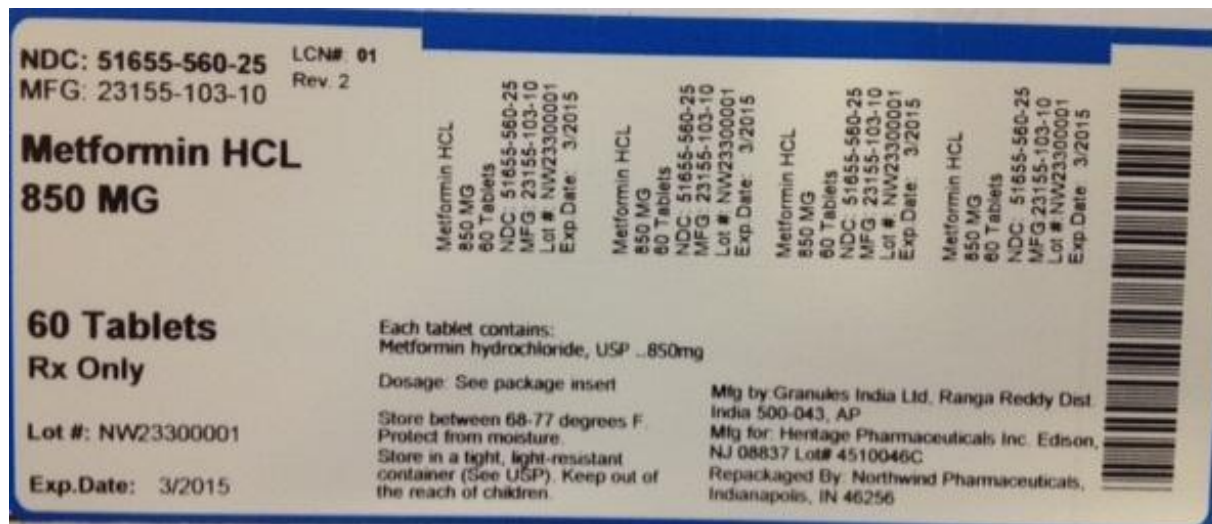 NDC: 51655-560-25
MFG: 23155-103-10
LCN#: 01
Rev. 2
Metformin HCL
850 MG
60 Tablets
Rx Only
Lot #: NW23300001
Exp.Date: 3/2015
Metformin HCL
850 MG
60 Tablets
NDC: 51655-560-25
MFG: 23155-103-10
Lot #: NW23300001
Exp.Date: 3/2015
Metformin HCL
850 MG
60 Tablets
NDC: 51655-560-25
MFG: 23155-103-10
Lot #: NW23300001
Exp.Date: 3/2015
Metformin HCL
850 MG
60 Tablets
NDC: 51655-560-25
MFG: 23155-103-10
Lot #: NW23300001
Exp.Date: 3/2015
Metformin HCL
850 MG
60 Tablets
NDC: 51655-560-25
MFG:23155-103-10
Lot #: NW23300001
Exp.Date: 3/2015
Each tablet contains:
Metformin hydrochloride, USP ..850mg
Dosage: See package insert
Store between 68-77 degrees F.
Protect from moisture.
Store in a tight, light-resistant
container (See USP). Keep out of
the reach of children.
Mfg by:Granules India Ltd, Ranga Reddy Dist.
India 500-043, AP
Mfg for: Heritage Pharmaceuticals Inc. Edison,
NJ 08837 Lot# 4510046C
Repackaged By: Northwind Pharmaceuticals,
Indianapolis, IN 46256